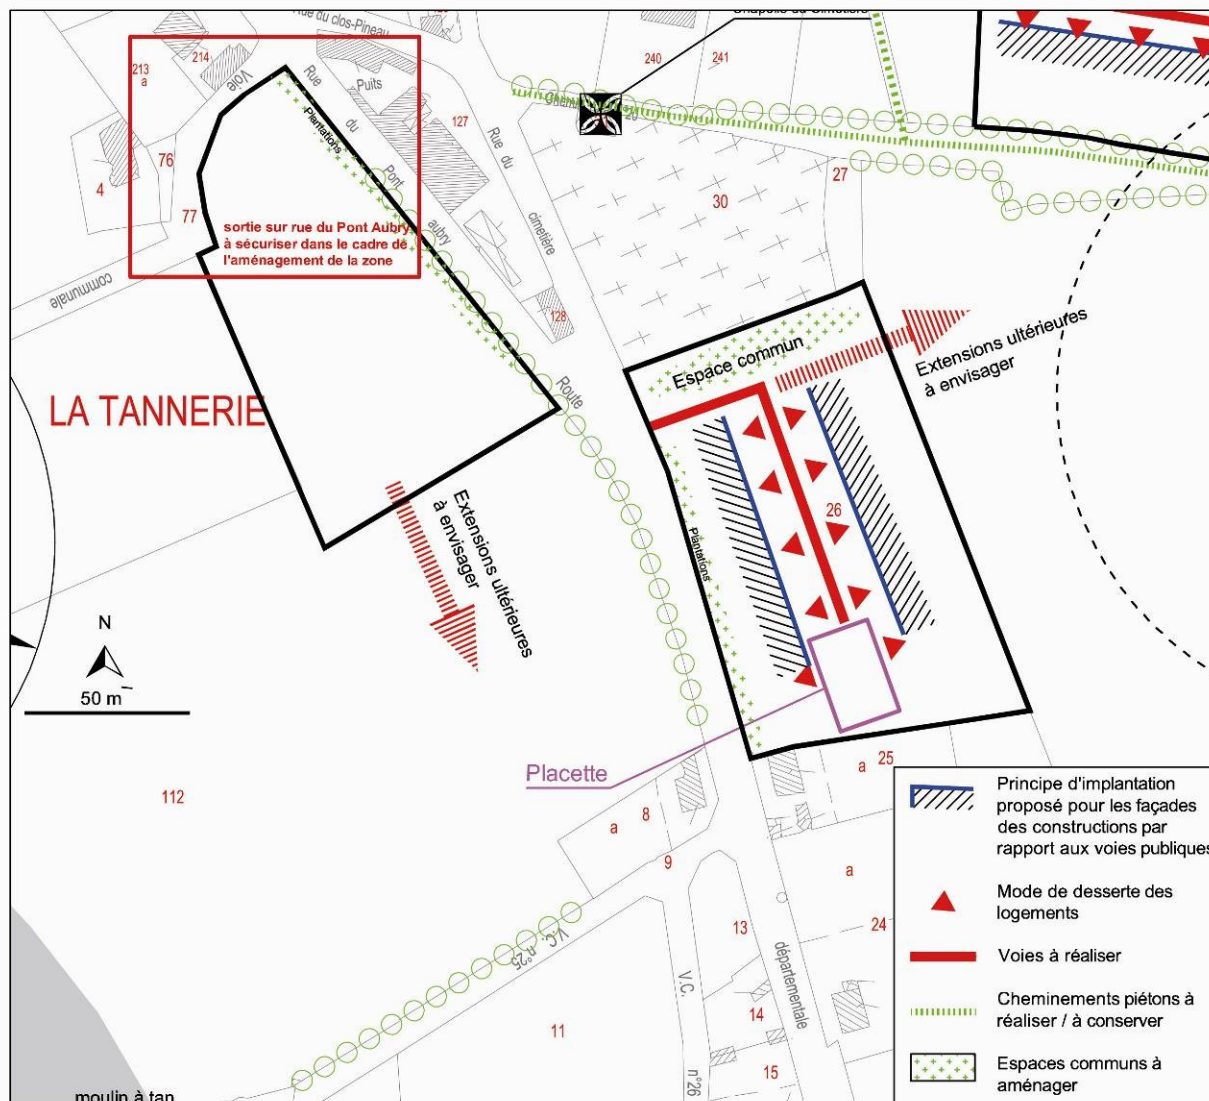 Rue du clos-Pineau
Chapelle du Cimetière
213
a
214
Voie
Rue
du
Pont
aubry
Puits
127
Rue du
cimetière
240
241
Plantations
76
4
77
30
27
sortie sur rue du Pont Aubry
à sécuriser dans le cadre de
l'aménagement de la zone
communale
128
Route
Espace commun
Extensions ultérieures
à envisager
LA TANNERIE
26
Plantations
Extensions ultérieures
à envisager
N
50 m
Placette
112
a
25
8
a
9
a
13
24
V.C.
n°25
départementale
V.C.
n°26
11
14
15
moulin à tan
Principe d'implantation
proposé pour les façades
des constructions par
rapport aux voies publiques
Mode de desserte des
logements
Voies à réaliser
Cheminements piétons à
réaliser / à conserver
Espaces communs à
aménager